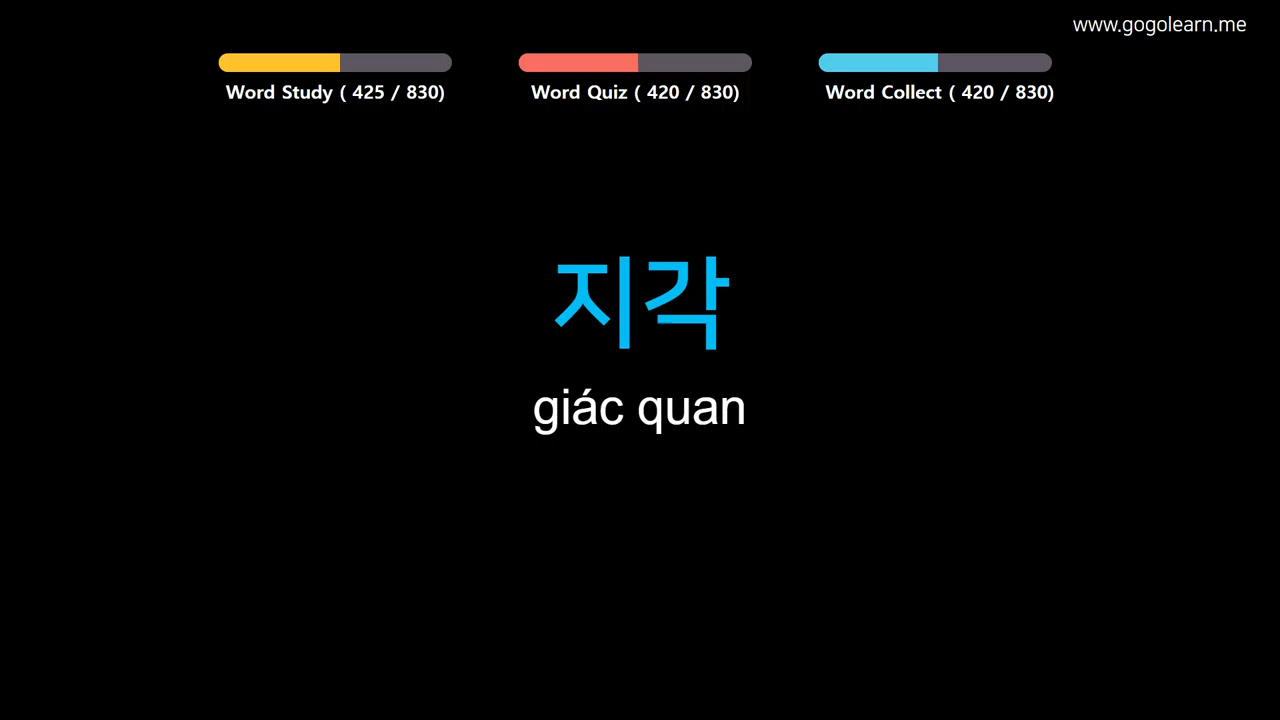 www.gogolearn.me
Word Study ( 425 / 830)
Word Quiz ( 420 / 830)
Word Collect ( 420 / 830)
지각
giác quan